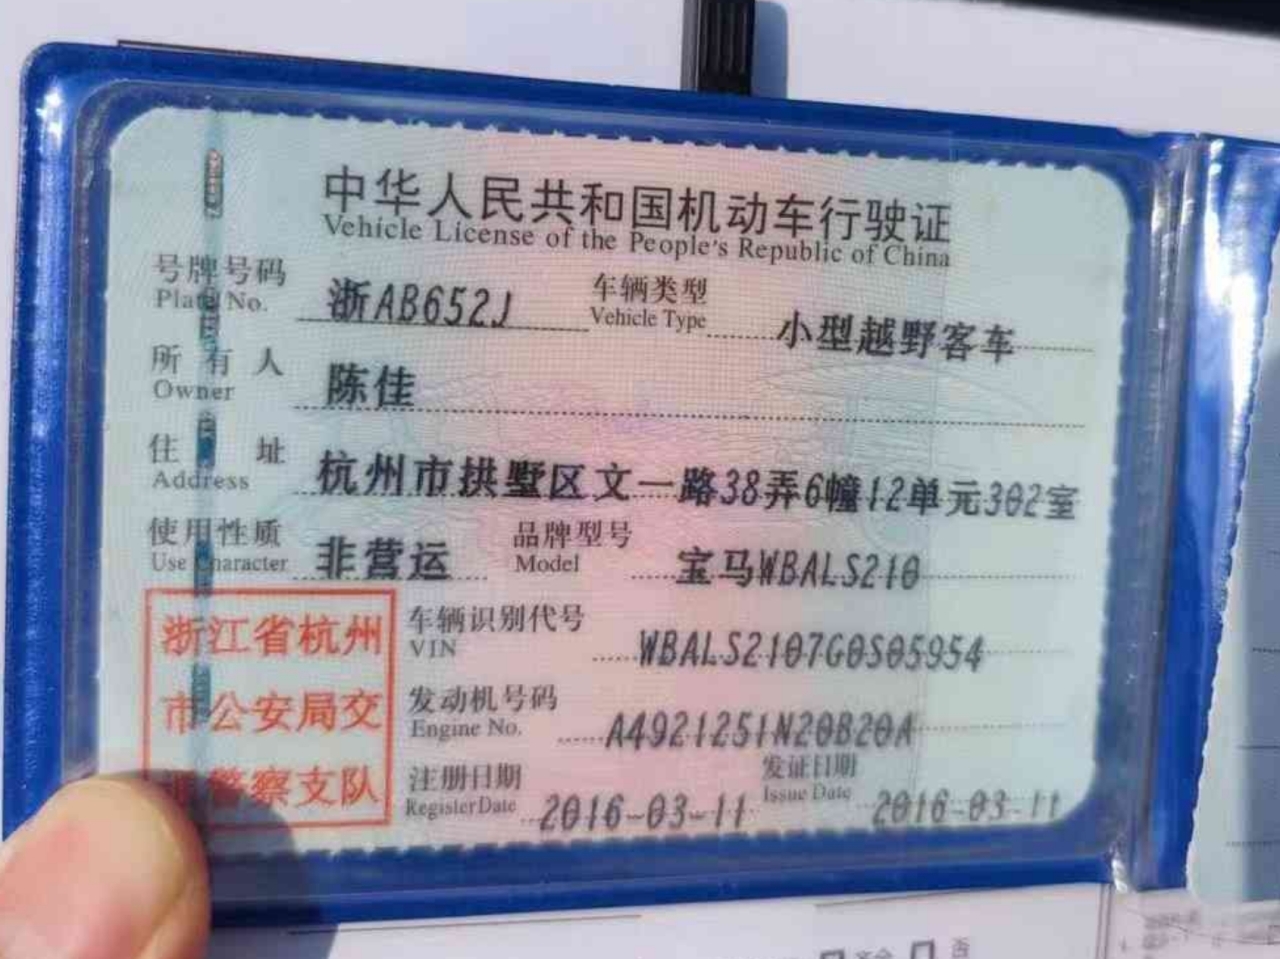 中华人民共和国机动车行驶证
Vehicle License of the People's Republic of China
号牌号码 浙AB652J 车辆类型 小型越野客车
Plate No. Vehicle Type
所有人 陈佳
Owner
住址 杭州市拱墅区文一路38弄6幢12单元302室
Address
使用性质 非营运 品牌型号 宝马WBALS210
Use Character Model
浙江省杭州
市公安局交
警察支队
车辆识别代号 WBALS2107G0S05954
VIN
发动机号码 A4921251N20B20A
Engine No.
注册日期 2016-03-11 发证日期 2016-03-11
Register Date Issue Date
否